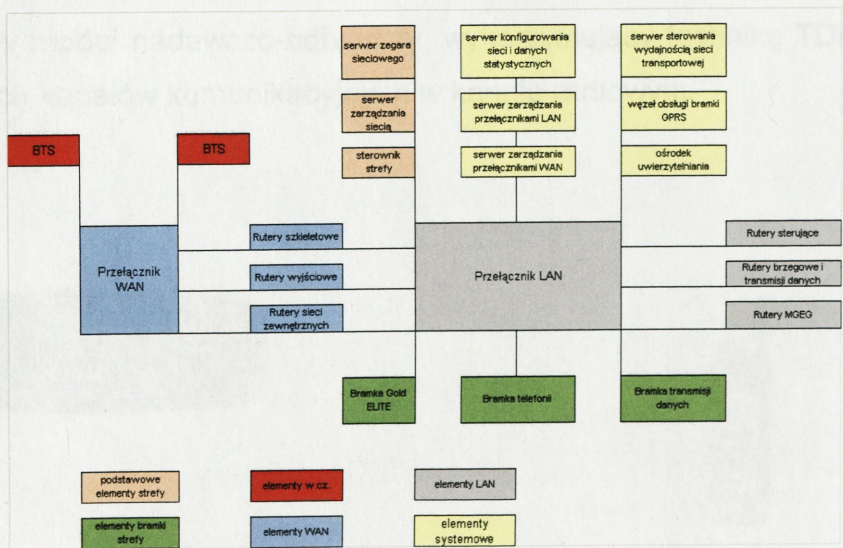 serwer zegara
sieciowego
serwer konfigurowania
sieci i danych
statystycznych
serwer sterowania
wydajnością sieci
transportowej
serwer
zarządzania
siecią
serwer zarządzania
przełącznikami LAN
węzeł obsługi bramki
GPRS
BTS
BTS
sterownik
strefy
serwer zarządzania
przełącznikami WAN
ośrodek
uwierzytelniania
Przełącznik
WAN
Rutery szkieletowe
Rutery wyjściowe
Rutery sieci
zewnętrznych
Przełącznik LAN
Rutery sterujące
Rutery brzegowe i
transmisji danych
Rutery MGEG
Bramka Gold
ELITE
Bramka telefonii
Bramka transmisji
danych
podstawowe
elementy strefy
elementy w.cz.
elementy LAN
elementy bramki
strefy
elementy WAN
elementy
systemowe